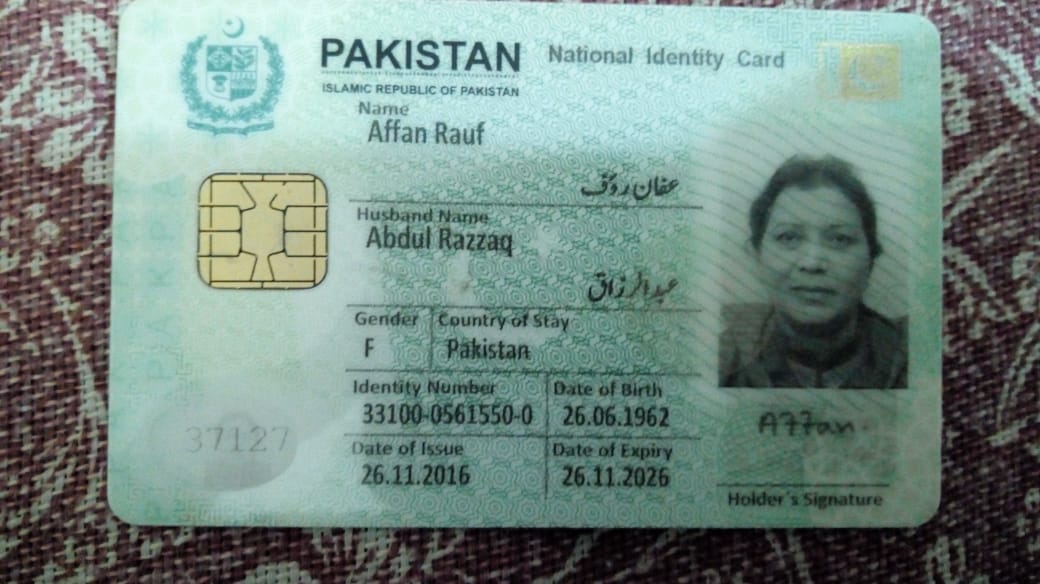 PAKISTAN National Identity Card
ISLAMIC REPUBLIC OF PAKISTAN
Name
Affan Rauf
عفان روؤف
Husband Name
Abdul Razzaq
عبدالرزاق
Gender Country of Stay
F Pakistan
Identity Number Date of Birth
33100-0561550-0 26.06.1962
Date of Issue Date of Expiry
26.11.2016 26.11.2026
37127
Affan
Holder's Signature